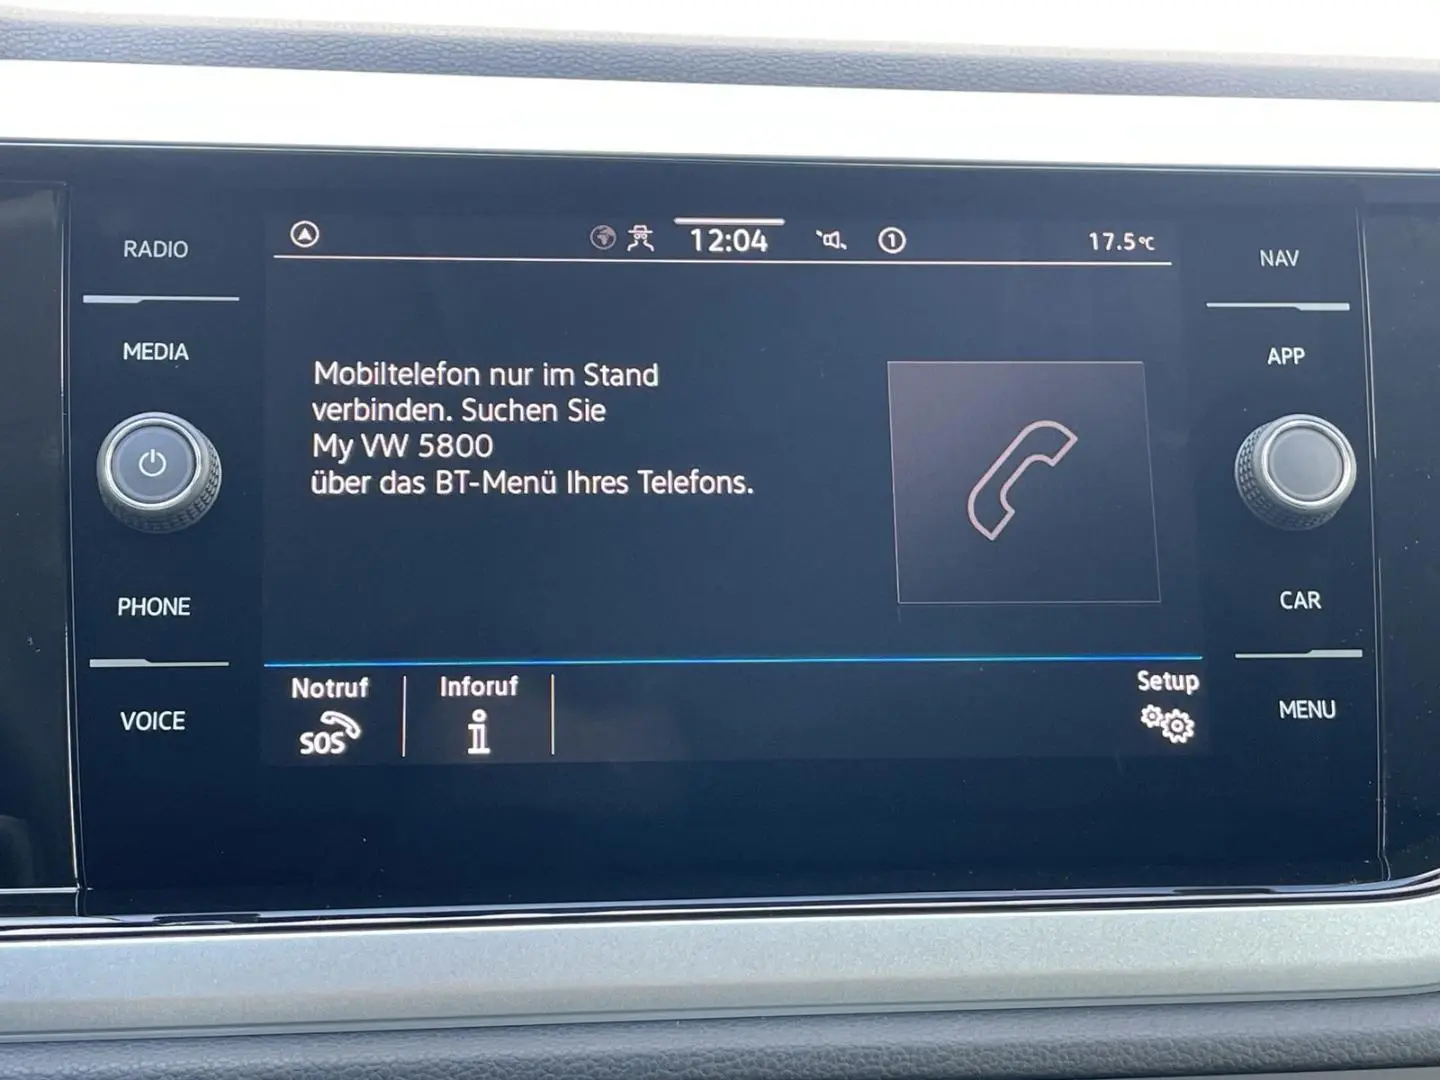 RADIO
MEDIA
PHONE
VOICE
12:04
1
17.5°C
Mobiltelefon nur im Stand
verbinden. Suchen Sie
My VW 5800
über das BT-Menü Ihres Telefons.
Notruf
SOS
Inforuf
i
Setup
NAV
APP
CAR
MENU